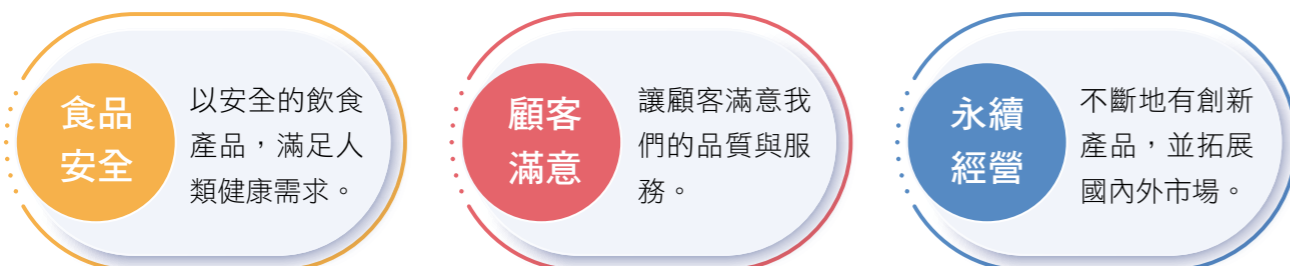 食品
安全
以安全的飲食
產品，滿足人
類健康需求。
顧客
滿意
讓顧客滿意我
們的品質與服
務。
永續
經營
不斷地有創新
產品，並拓展
國內外市場。